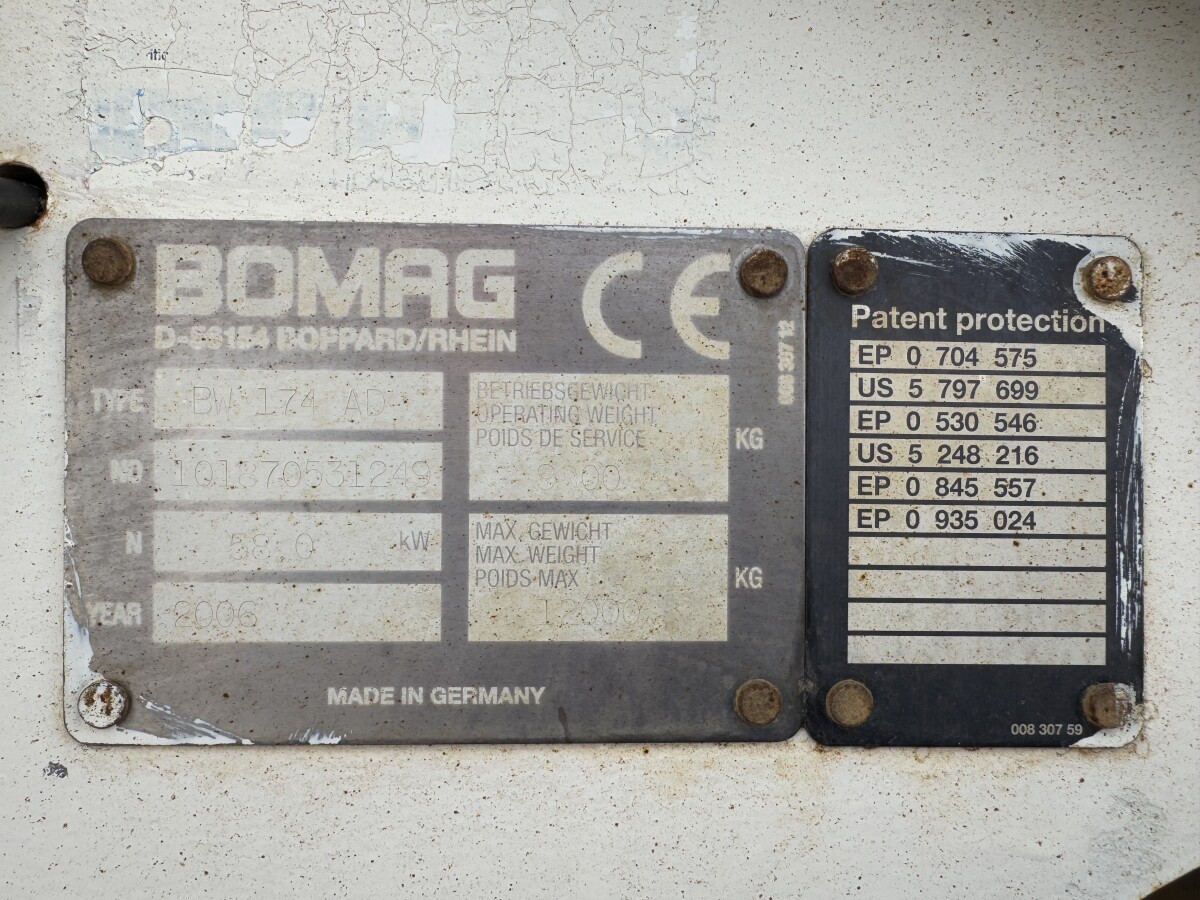 BOMAG
CE
D-56154 BOPPARD/RHEIN
008 307 12
TYPE BW 174 AD
NO 101870531249
N 58.0 kW
YEAR 2006
BETRIEBSGEWICHT
OPERATING WEIGHT
POIDS DE SERVICE
KG
MAX. GEWICHT
MAX. WEIGHT
POIDS MAX
12000
KG
MADE IN GERMANY
Patent protection
EP 0 704 575
US 5 797 699
EP 0 530 546
US 5 248 216
EP 0 845 557
EP 0 935 024
008 307 59